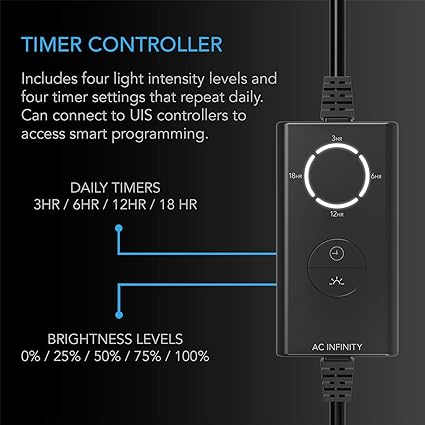 TIMER CONTROLLER
Includes four light intensity levels and
four timer settings that repeat daily.
Can connect to UIS controllers to
access smart programming.
3HR
18HR
6HR
12HR
DAILY TIMERS
3HR / 6HR / 12HR / 18 HR
BRIGHTNESS LEVELS
0% / 25% / 50% / 75% / 100%
AC INFINITY